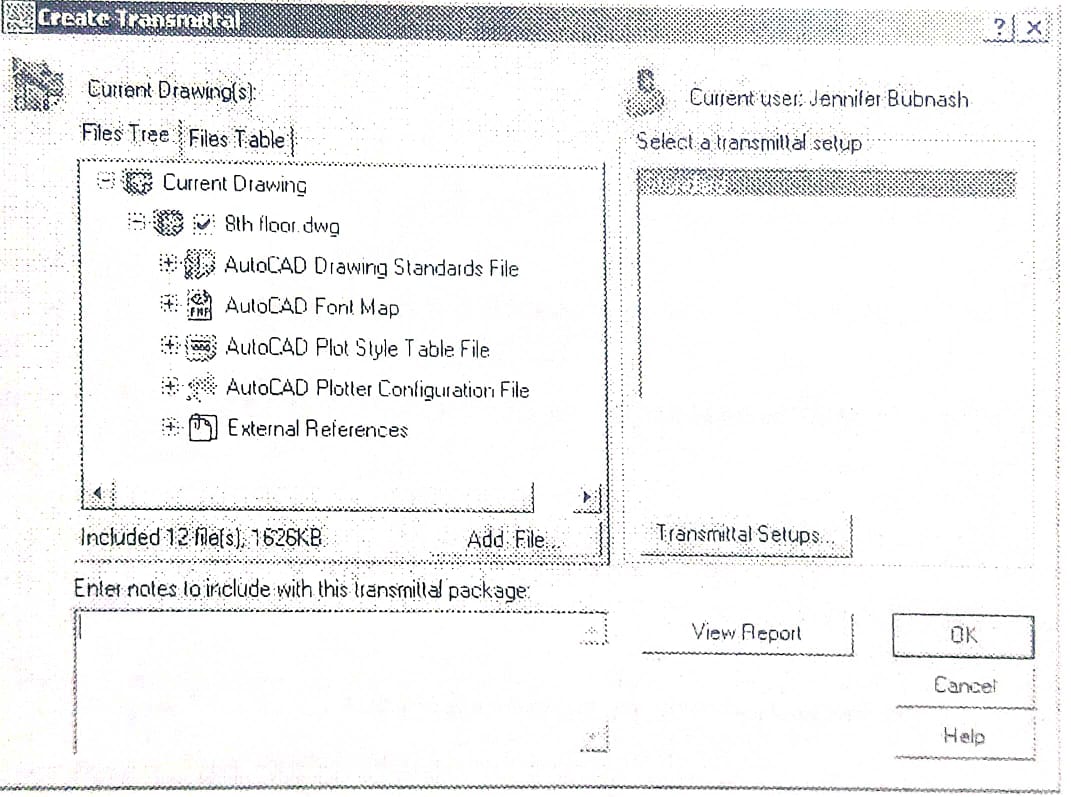 Create Transmittal
Current Drawing(s):
Files Tree
Files Table
Current Drawing
8th floor.dwg
AutoCAD Drawing Standards File
FMP
AutoCAD Font Map
AutoCAD Plot Style Table File
AutoCAD Plotter Configuration File
External References
Included 12 file(s), 1626KB
Add File...
Current user: Jennifer Bubnash
Select a transmittal setup
Transmittal Setups...
Enter notes to include with this transmittal package:
View Report
OK
Cancel
Help